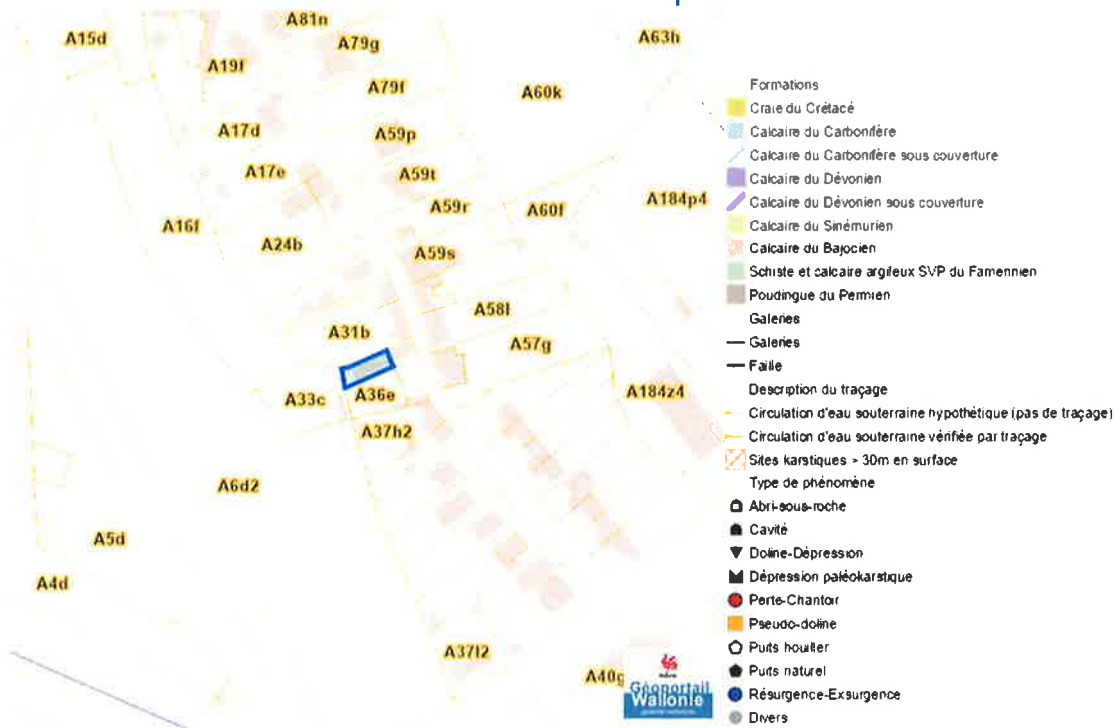 A81n
A15d
A79g
A63h
A19f
A79f
A60k
A17d
A59p
A17e
A59t
A59r
A60f
A184p4
A16f
A24b
A59s
A58l
A31b
A57g
A33c
A36e
A184z4
A37h2
A6d2
A5d
A4d
A37l2
A40g
Géoportail
Wallonie
Formations
Craie du Crétacé
Calcaire du Carbonifère
Calcaire du Carbonifère sous couverture
Calcaire du Dévonien
Calcaire du Dévonien sous couverture
Calcaire du Sinémurien
Calcaire du Bajocien
Schiste et calcaire argileux SVP du Famennien
Poudingue du Permien
Galeries
Galeries
Faille
Description du traçage
Circulation d'eau souterraine hypothétique (pas de traçage)
Circulation d'eau souterraine vérifiée par traçage
Sites karstiques > 30m en surface
Type de phénomène
Abri-sous-roche
Cavité
Doline-Dépression
Dépression paléokarstique
Perte-Chantoir
Pseudo-doline
Puits houiller
Puits naturel
Résurgence-Exsurgence
Divers